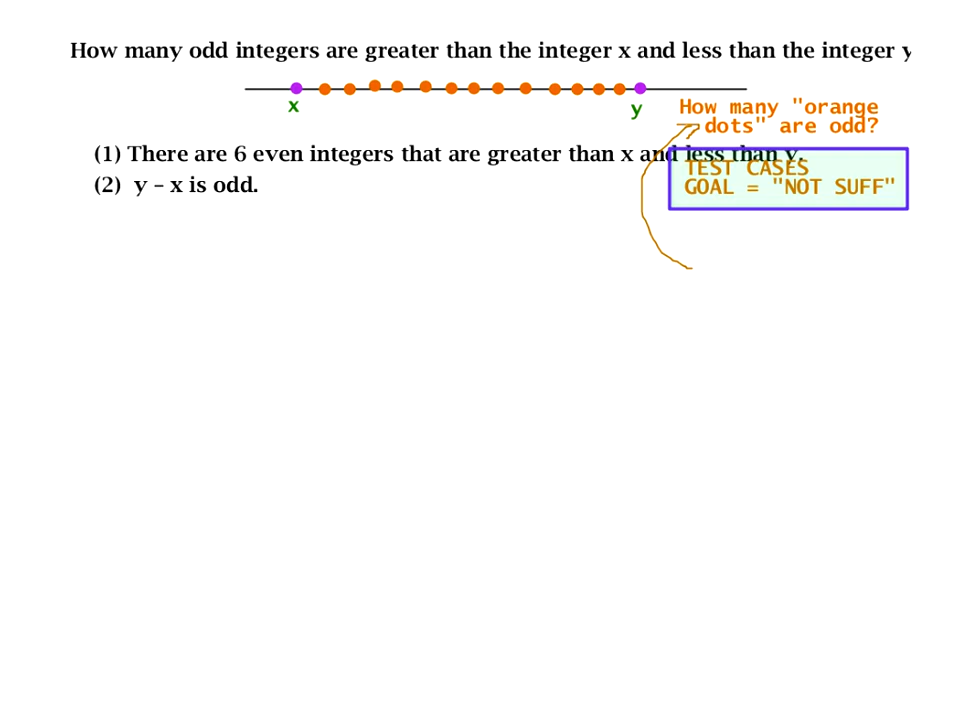 How many odd integers are greater than the integer x and less than the integer y
x
y
How many "orange
dots" are odd?
(1) There are 6 even integers that are greater than x and less than y.
TEST CASES
(2) y – x is odd.
GOAL = "NOT SUFF"